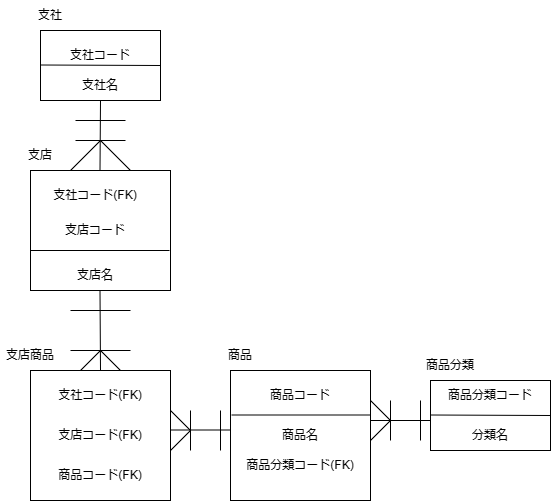 支社
支社コード
支社名
支店
支社コード(FK)
支店コード
支店名
支店商品
支社コード(FK)
支店コード(FK)
商品コード(FK)
商品
商品コード
商品名
商品分類コード(FK)
商品分類
商品分類コード
分類名